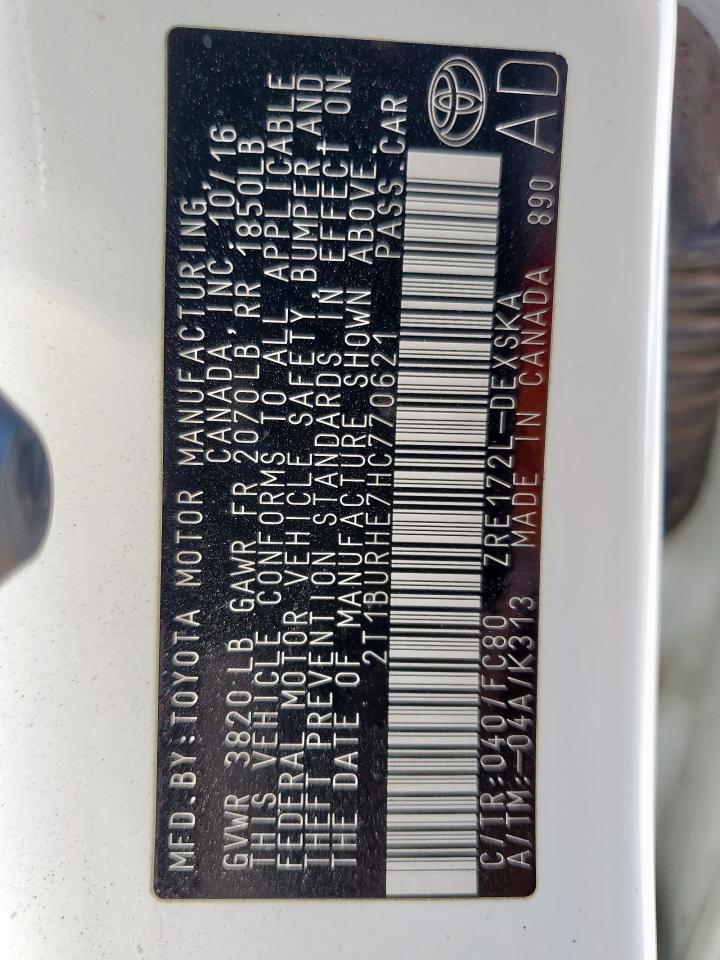 MFD.BY:TOYOTA MOTOR MANUFACTURING
CANADA,INC. 10/16
GVWR 3820LB GAWR FR 2070LB RR 1850LB
THIS VEHICLE CONFORMS TO ALL APPLICABLE
FEDERAL MOTOR VEHICLE SAFETY, BUMPER AND
THEFT PREVENTION STANDARDS IN EFFECT ON
THE DATE OF MANUFACTURE SHOWN ABOVE.
2T1BURHE7HC770621 PASS.CAR
C/TR:040/FC80 ZRE172L-DEXSKA
A/TM:-04A/K313 MADE IN CANADA 890
AD